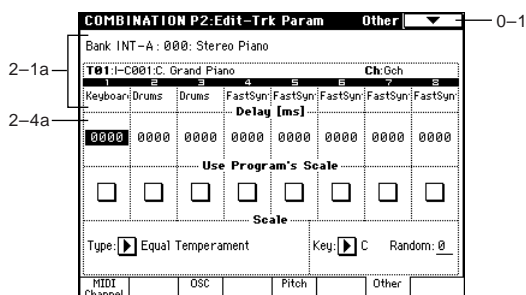 COMBINATION P2:Edit-Trk Param Other
0–1
Bank INT-A : 000: Stereo Piano
2–1a
T01:I-C001:C. Grand Piano Ch:Gch
1 2 3 4 5 6 7 8
Keyboar Drums Drums FastSyn FastSyn FastSyn FastSyn FastSyn
Delay [ms]
2–4a
0000 0000 0000 0000 0000 0000 0000 0000
Use Program's Scale
Scale
Type: Equal Temperament Key: C Random: 0
MIDI Channel OSC Pitch Other